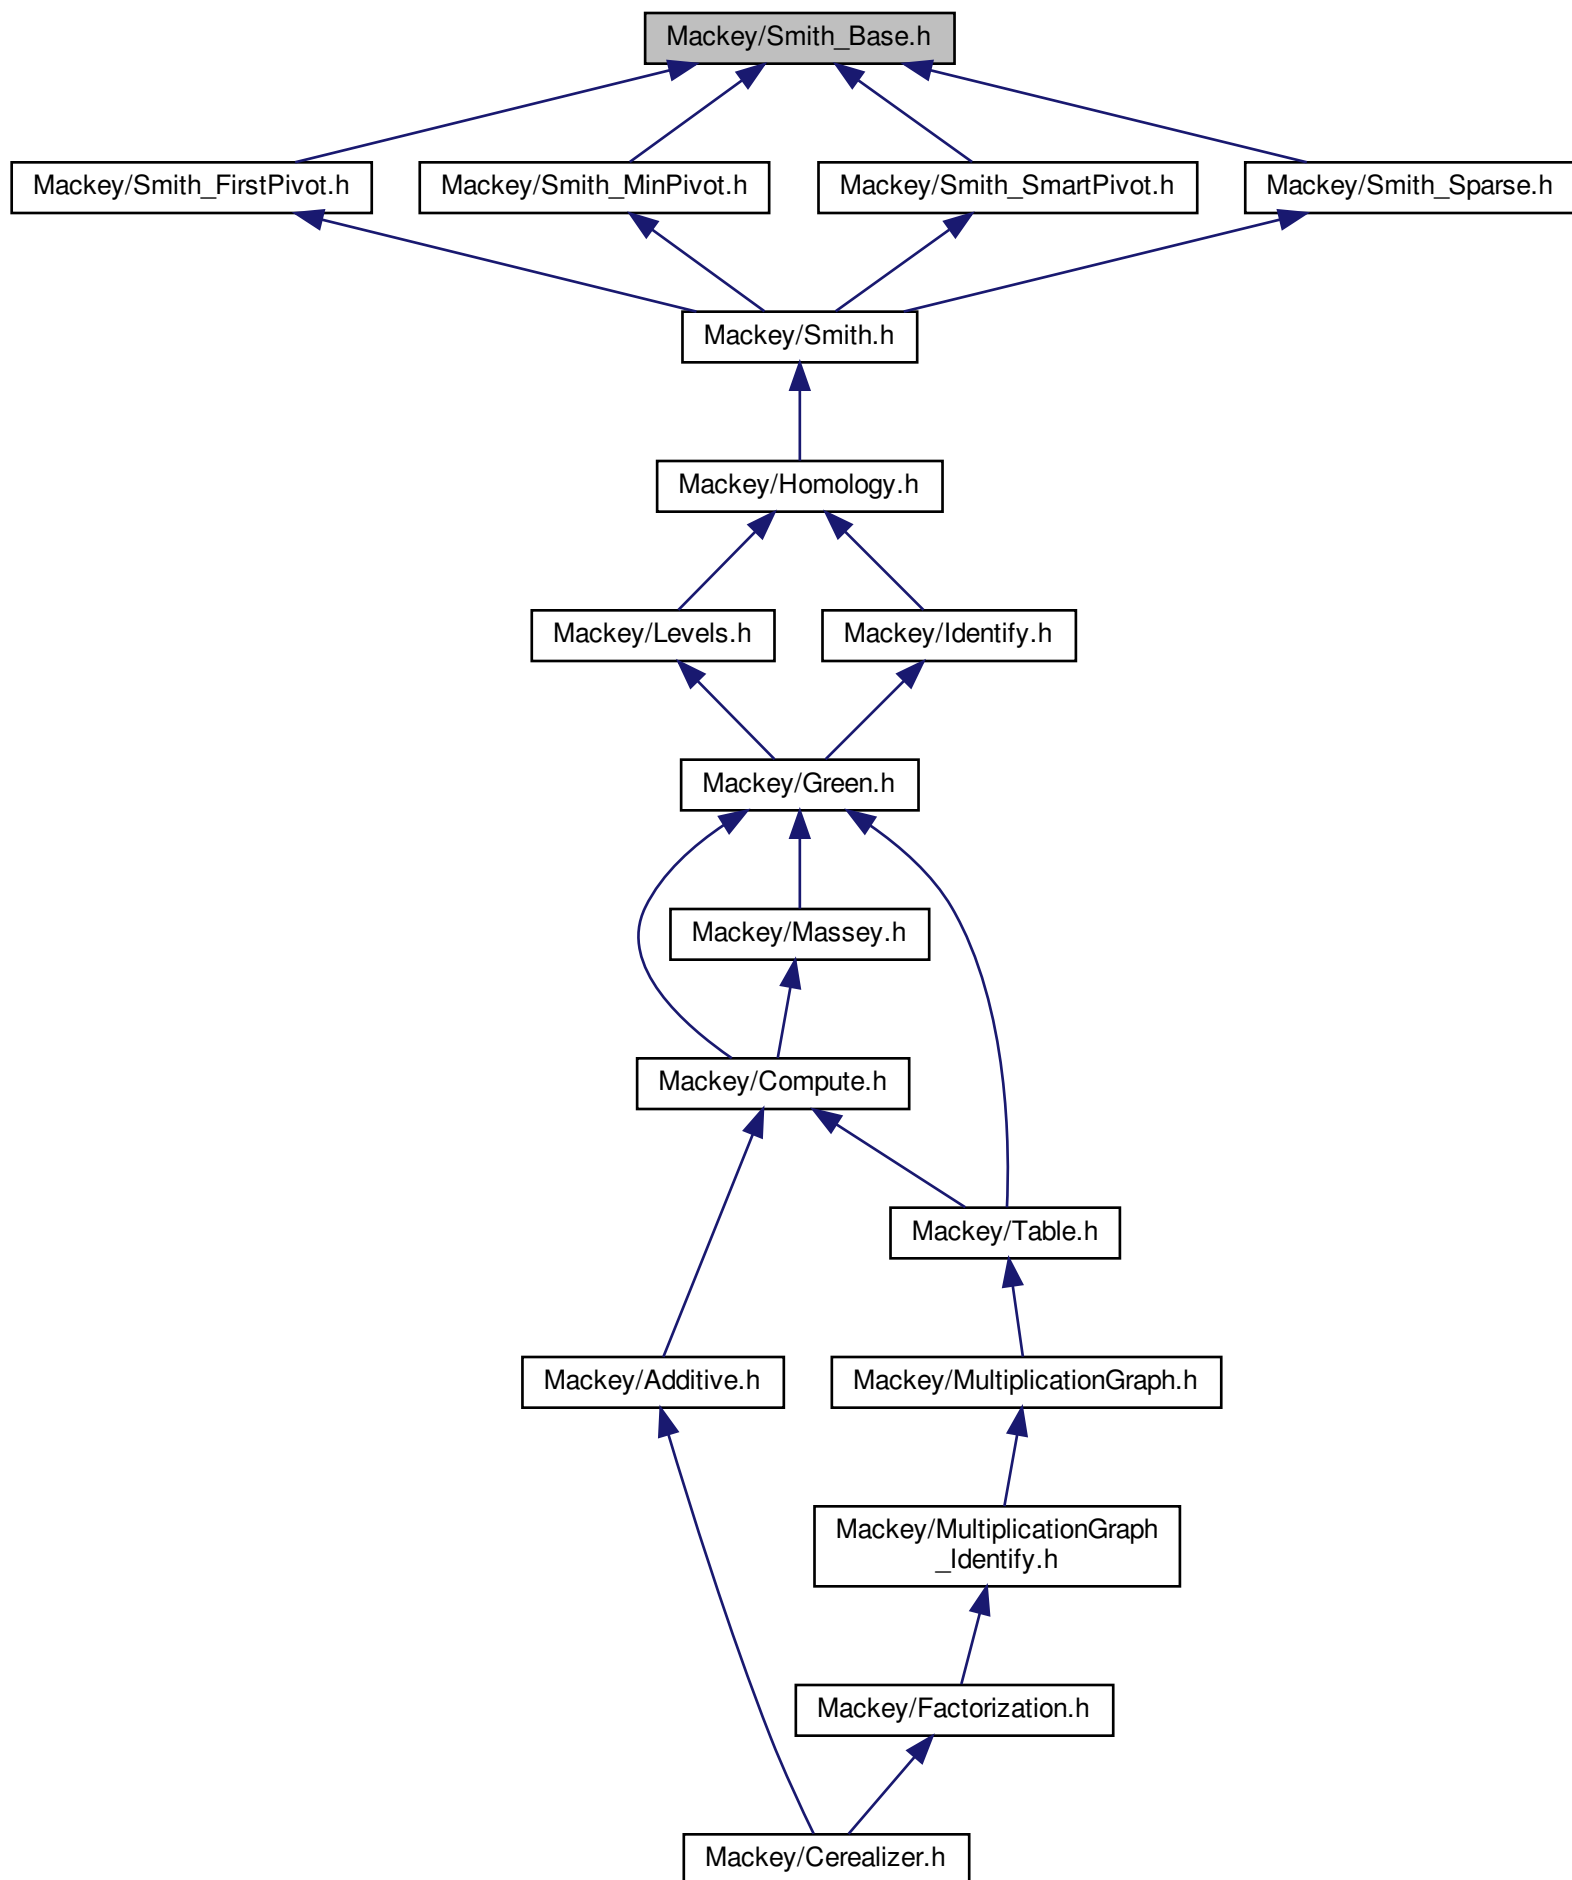 Mackey/Smith_Base.h
Mackey/Smith_FirstPivot.h
Mackey/Smith_MinPivot.h
Mackey/Smith_SmartPivot.h
Mackey/Smith_Sparse.h
Mackey/Smith.h
Mackey/Homology.h
Mackey/Levels.h
Mackey/Identify.h
Mackey/Green.h
Mackey/Massey.h
Mackey/Compute.h
Mackey/Table.h
Mackey/Additive.h
Mackey/MultiplicationGraph.h
Mackey/MultiplicationGraph
_Identify.h
Mackey/Factorization.h
Mackey/Cerealizer.h